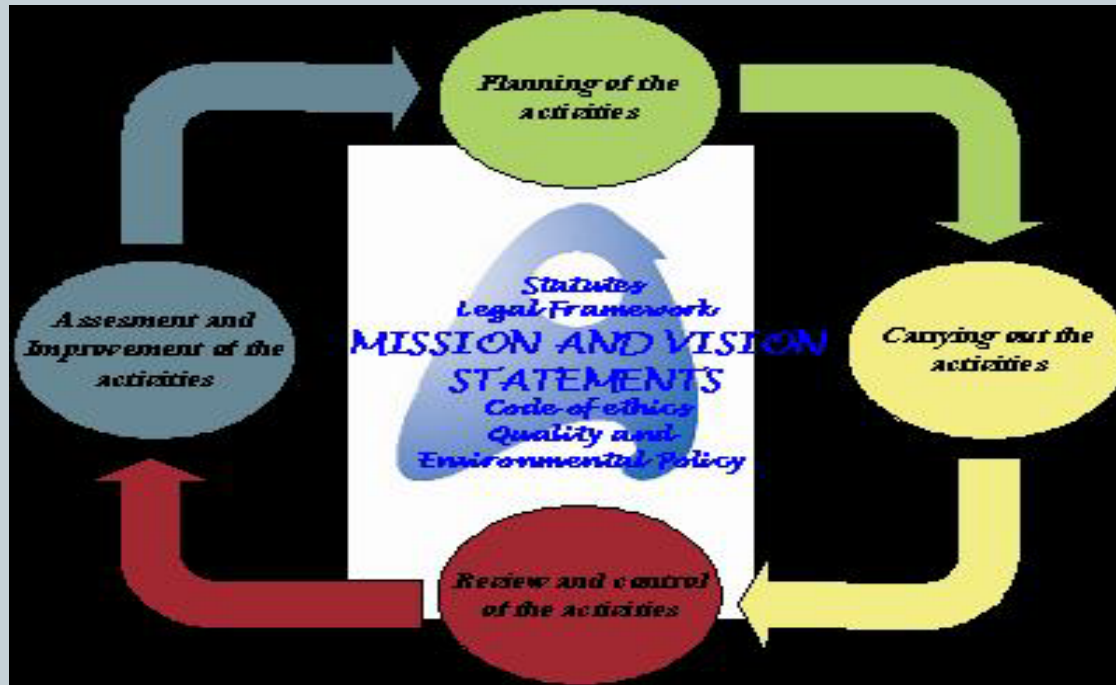 Planning of the
activities
Statutes
Legal Framework
MISSION AND VISION
STATEMENTS
Code of ethics
Quality and
Environmental Policy
Assesment and
Improvement of the
activities
Carrying out the
activities
Review and control
of the activities